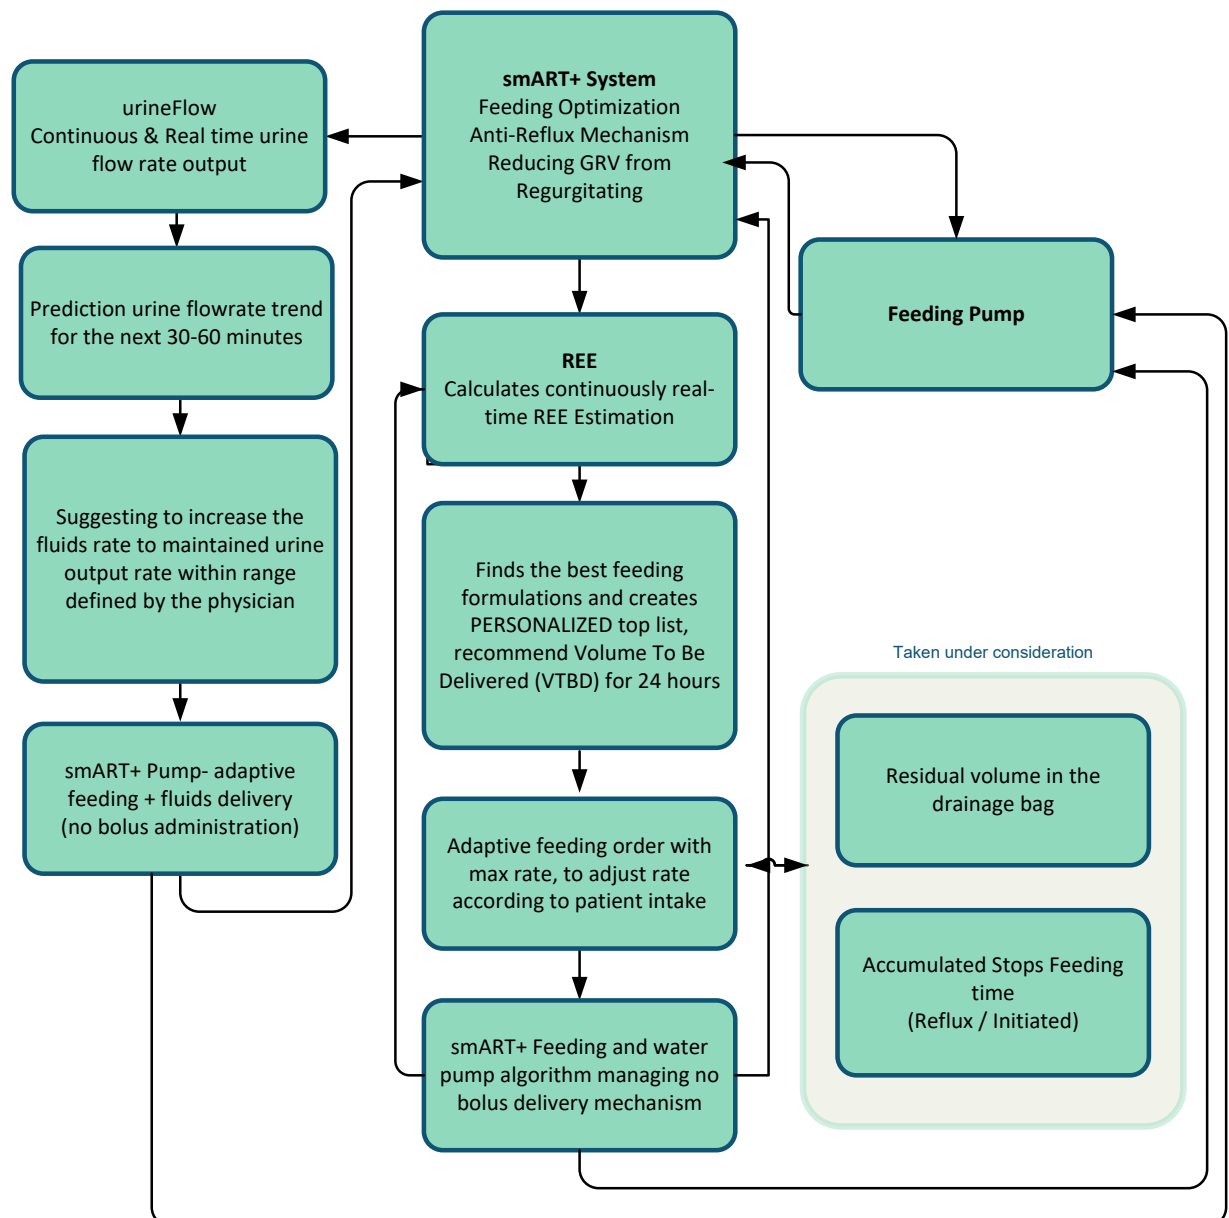 smART+ System
Feeding Optimization
Anti-Reflux Mechanism
Reducing GRV from
Regurgitating
urineFlow
Continuous & Real time urine
flow rate output
Prediction urine flowrate trend
for the next 30-60 minutes
Suggesting to increase the
fluids rate to maintained urine
output rate within range
defined by the physician
smART+ Pump- adaptive
feeding + fluids delivery
(no bolus administration)
Feeding Pump
REE
Calculates continuously real-
time REE Estimation
Finds the best feeding
formulations and creates
PERSONALIZED top list,
recommend Volume To Be
Delivered (VTBD) for 24 hours
Adaptive feeding order with
max rate, to adjust rate
according to patient intake
smART+ Feeding and water
pump algorithm managing no
bolus delivery mechanism
Taken under consideration
Residual volume in the
drainage bag
Accumulated Stops Feeding
time
(Reflux / Initiated)